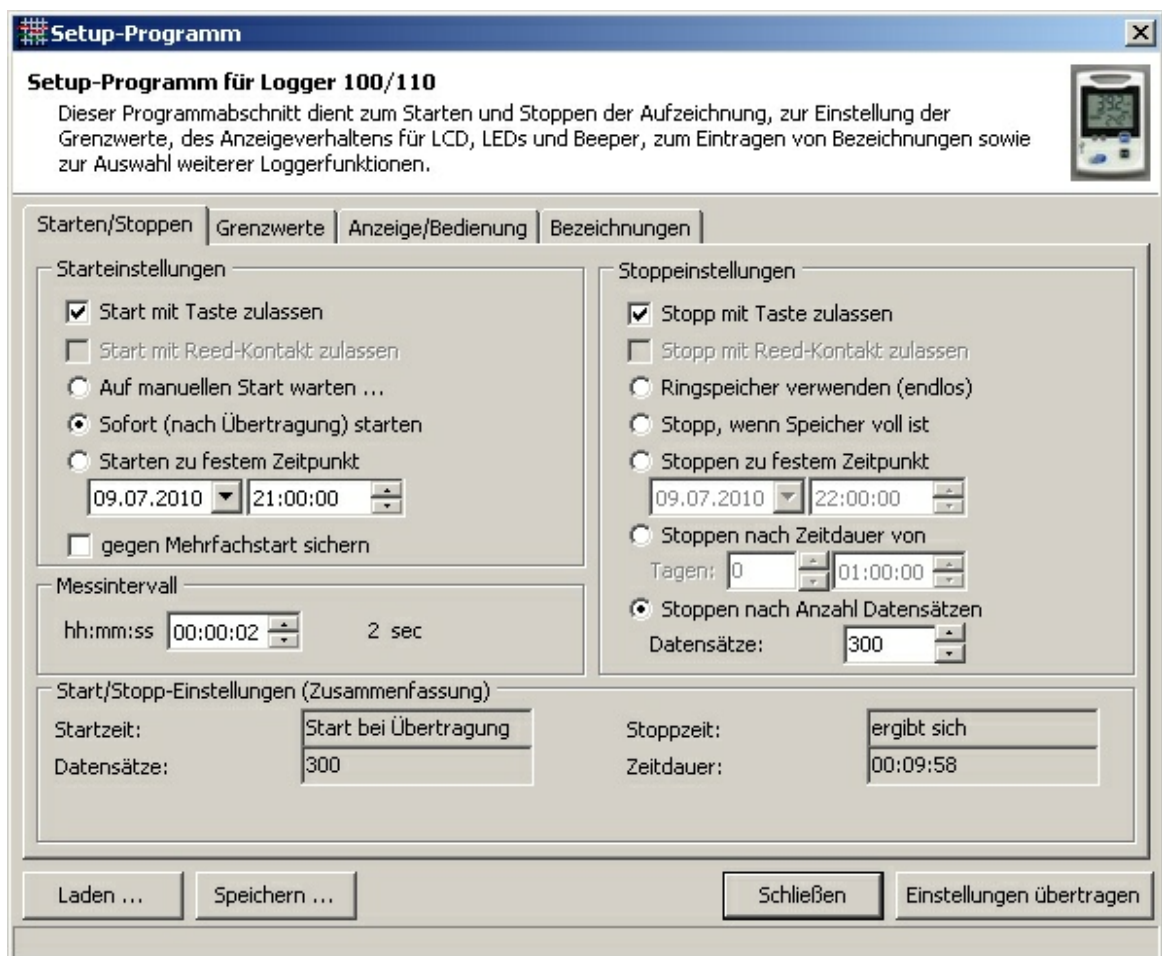 Setup-Programm
Setup-Programm für Logger 100/110
Dieser Programmabschnitt dient zum Starten und Stoppen der Aufzeichnung, zur Einstellung der
Grenzwerte, des Anzeigeverhaltens für LCD, LEDs und Beeper, zum Eintragen von Bezeichnungen sowie
zur Auswahl weiterer Loggerfunktionen.
Starten/Stoppen Grenzwerte Anzeige/Bedienung Bezeichnungen
Starteinstellungen
Start mit Taste zulassen
Start mit Reed-Kontakt zulassen
Auf manuellen Start warten ...
Sofort (nach Übertragung) starten
Starten zu festem Zeitpunkt
09.07.2010 21:00:00
gegen Mehrfachstart sichern
Messintervall
hh:mm:ss 00:00:02 2 sec
Stoppeinstellungen
Stopp mit Taste zulassen
Stopp mit Reed-Kontakt zulassen
Ringspeicher verwenden (endlos)
Stopp, wenn Speicher voll ist
Stoppen zu festem Zeitpunkt
09.07.2010 22:00:00
Stoppen nach Zeitdauer von
Tagen: 0 01:00:00
Stoppen nach Anzahl Datensätzen
Datensätze: 300
Start/Stopp-Einstellungen (Zusammenfassung)
Startzeit: Start bei Übertragung Stoppzeit: ergibt sich
Datensätze: 300 Zeitdauer: 00:09:58
Laden ... Speichern ... Schließen Einstellungen übertragen